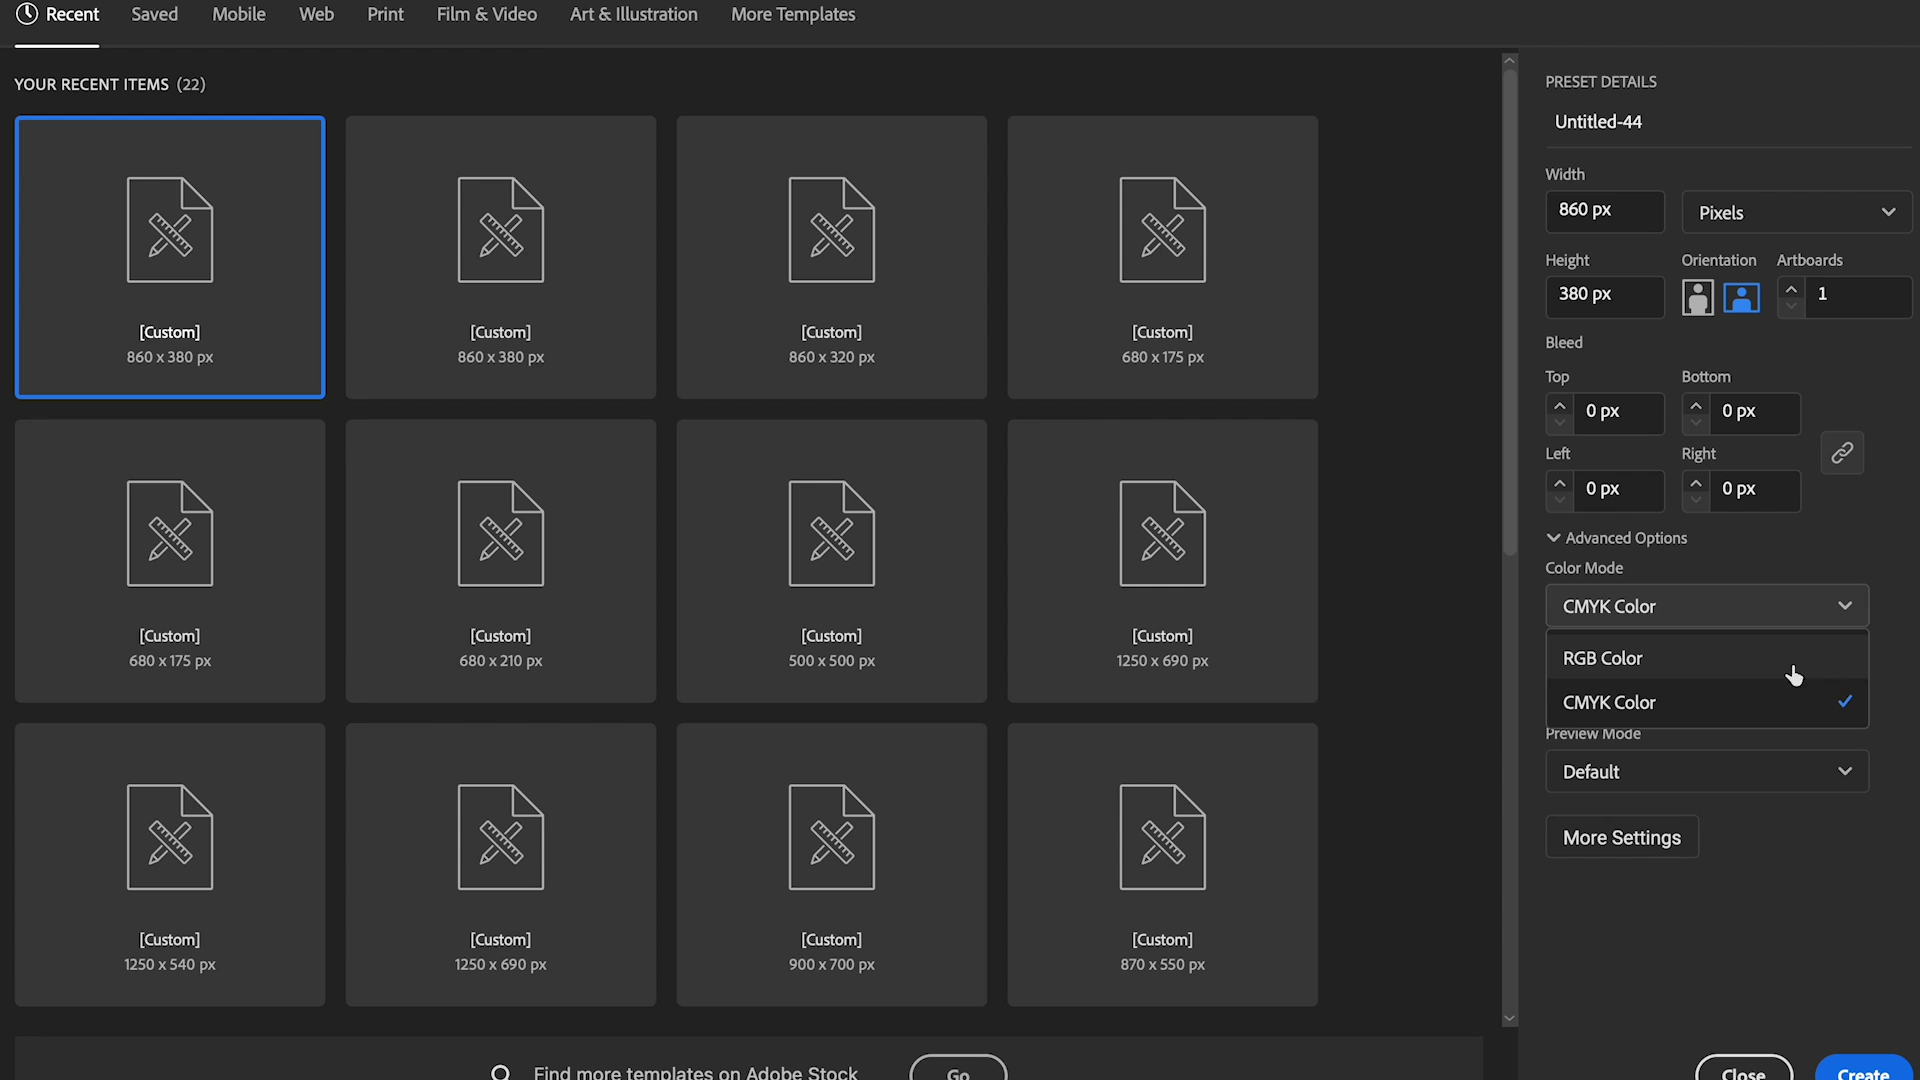 Recent Saved Mobile Web Print Film & Video Art & Illustration More Templates
YOUR RECENT ITEMS (22)
[Custom] [Custom] [Custom] [Custom]
860 x 380 px 860 x 380 px 860 x 320 px 680 x 175 px
[Custom] [Custom] [Custom] [Custom]
680 x 175 px 680 x 210 px 500 x 500 px 1250 x 690 px
[Custom] [Custom] [Custom] [Custom]
1250 x 540 px 1250 x 690 px 900 x 700 px 870 x 550 px
Find more templates on Adobe Stock Go
PRESET DETAILS
Untitled-44
Width
860 px Pixels
Height Orientation Artboards
380 px 1
Bleed
Top Bottom
0 px 0 px
Left Right
0 px 0 px
Advanced Options
Color Mode
CMYK Color
RGB Color
CMYK Color
Preview Mode
Default
More Settings
Close Create